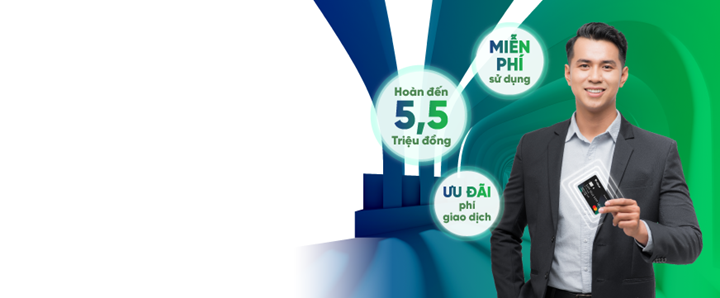 MIỄN
PHÍ
sử dụng
Hoàn đến
5,5
Triệu đồng
ƯU ĐÃI
phí
giao dịch